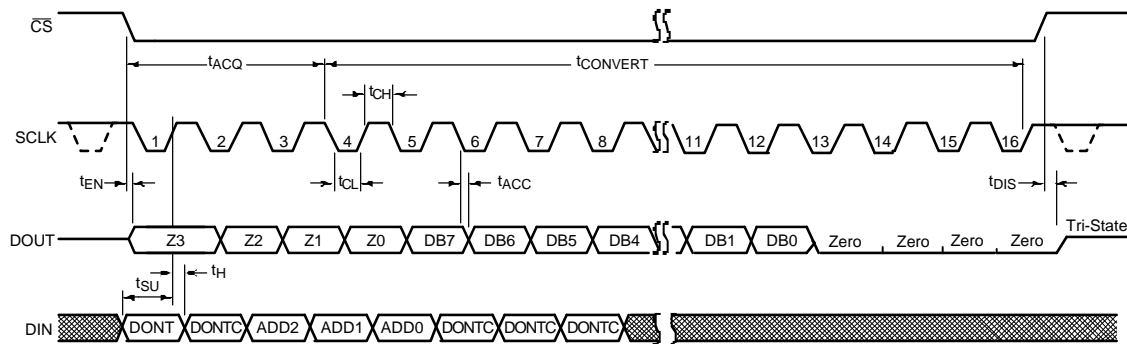 CS
tACQ tCONVERT
tCH
SCLK 1 2 3 4 5 6 7 8 11 12 13 14 15 16
tEN tCL tACC tDIS
Tri-State
DOUT Z3 Z2 Z1 Z0 DB7 DB6 DB5 DB4 DB1 DB0 Zero Zero Zero Zero
tSU tH
DIN DONT DONTC ADD2 ADD1 ADD0 DONTC DONTC DONTC